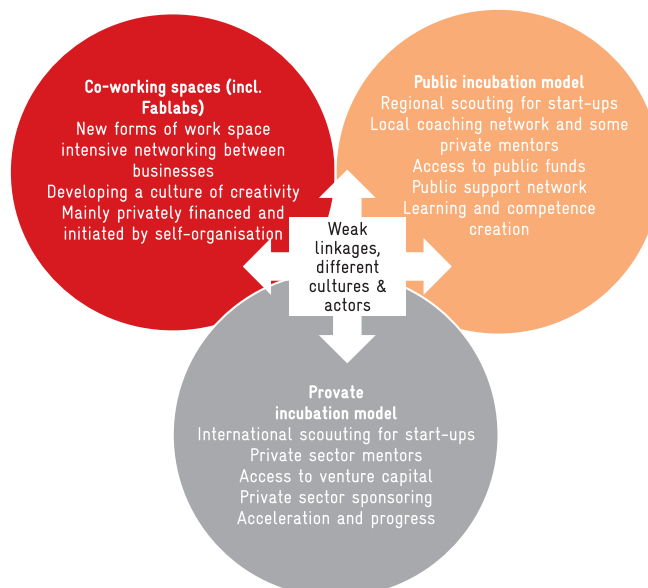 Co-working spaces (incl.
Fablabs)
New forms of work space
intensive networking between
businesses
Developing a culture of creativity
Mainly privately financed and
initiated by self-organisation
Public incubation model
Regional scouting for start-ups
Local coaching network and some
private mentors
Access to public funds
Public support network
Learning and competence
creation
Weak
linkages,
different
cultures &
actors
Provate
incubation model
International scouuting for start-ups
Private sector mentors
Access to venture capital
Private sector sponsoring
Acceleration and progress